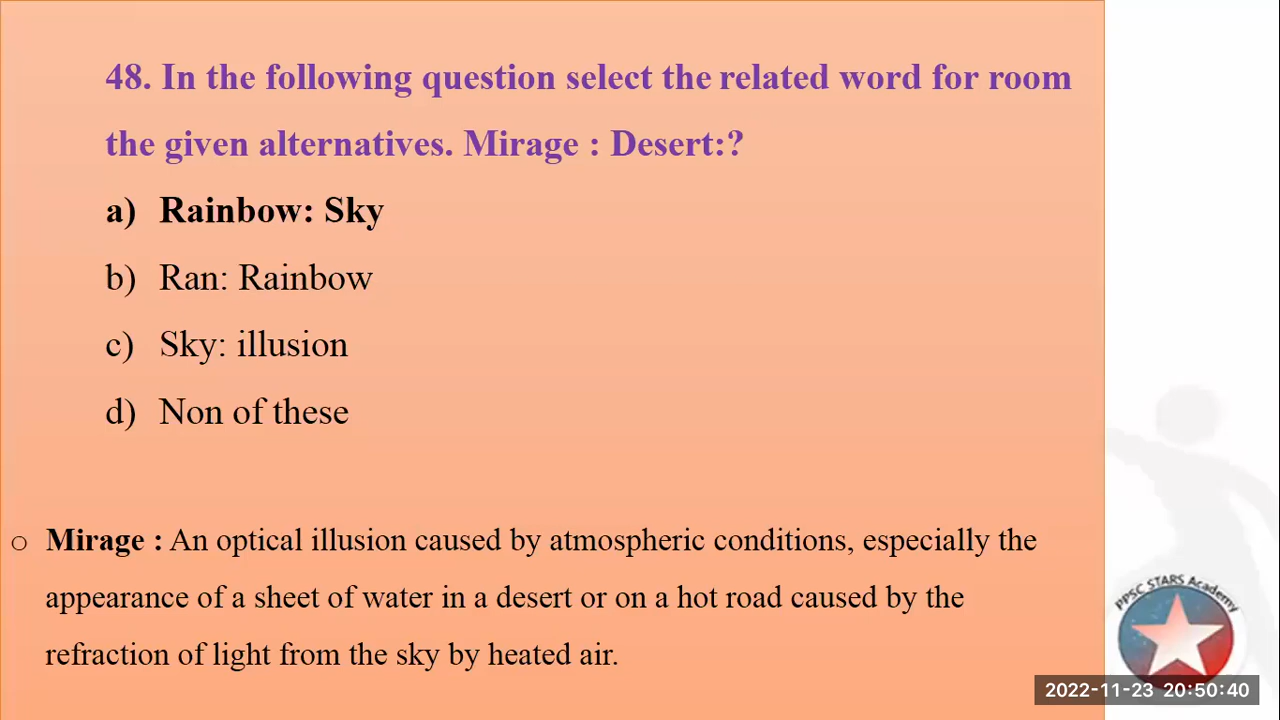 48. In the following question select the related word for room
the given alternatives. Mirage : Desert:?
a) Rainbow: Sky
b) Ran: Rainbow
c) Sky: illusion
d) Non of these
○ Mirage : An optical illusion caused by atmospheric conditions, especially the
appearance of a sheet of water in a desert or on a hot road caused by the
refraction of light from the sky by heated air.
PPSC STARS Academy
2022-11-23 20:50:40